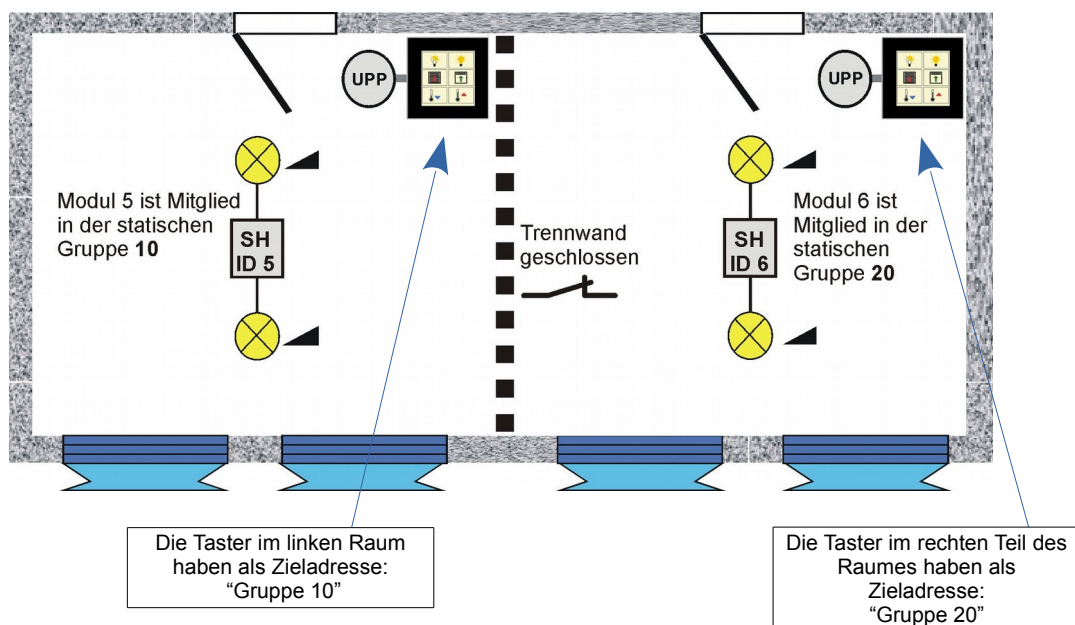 UPP
UPP
Modul 5 ist Mitglied
in der statischen
Gruppe 10
SH
ID 5
Trennwand
geschlossen
SH
ID 6
Modul 6 ist
Mitglied in der
statischen
Gruppe 20
Die Taster im linken Raum
haben als Zieladresse:
“Gruppe 10”
Die Taster im rechten Teil des
Raumes haben als
Zieladresse:
“Gruppe 20”